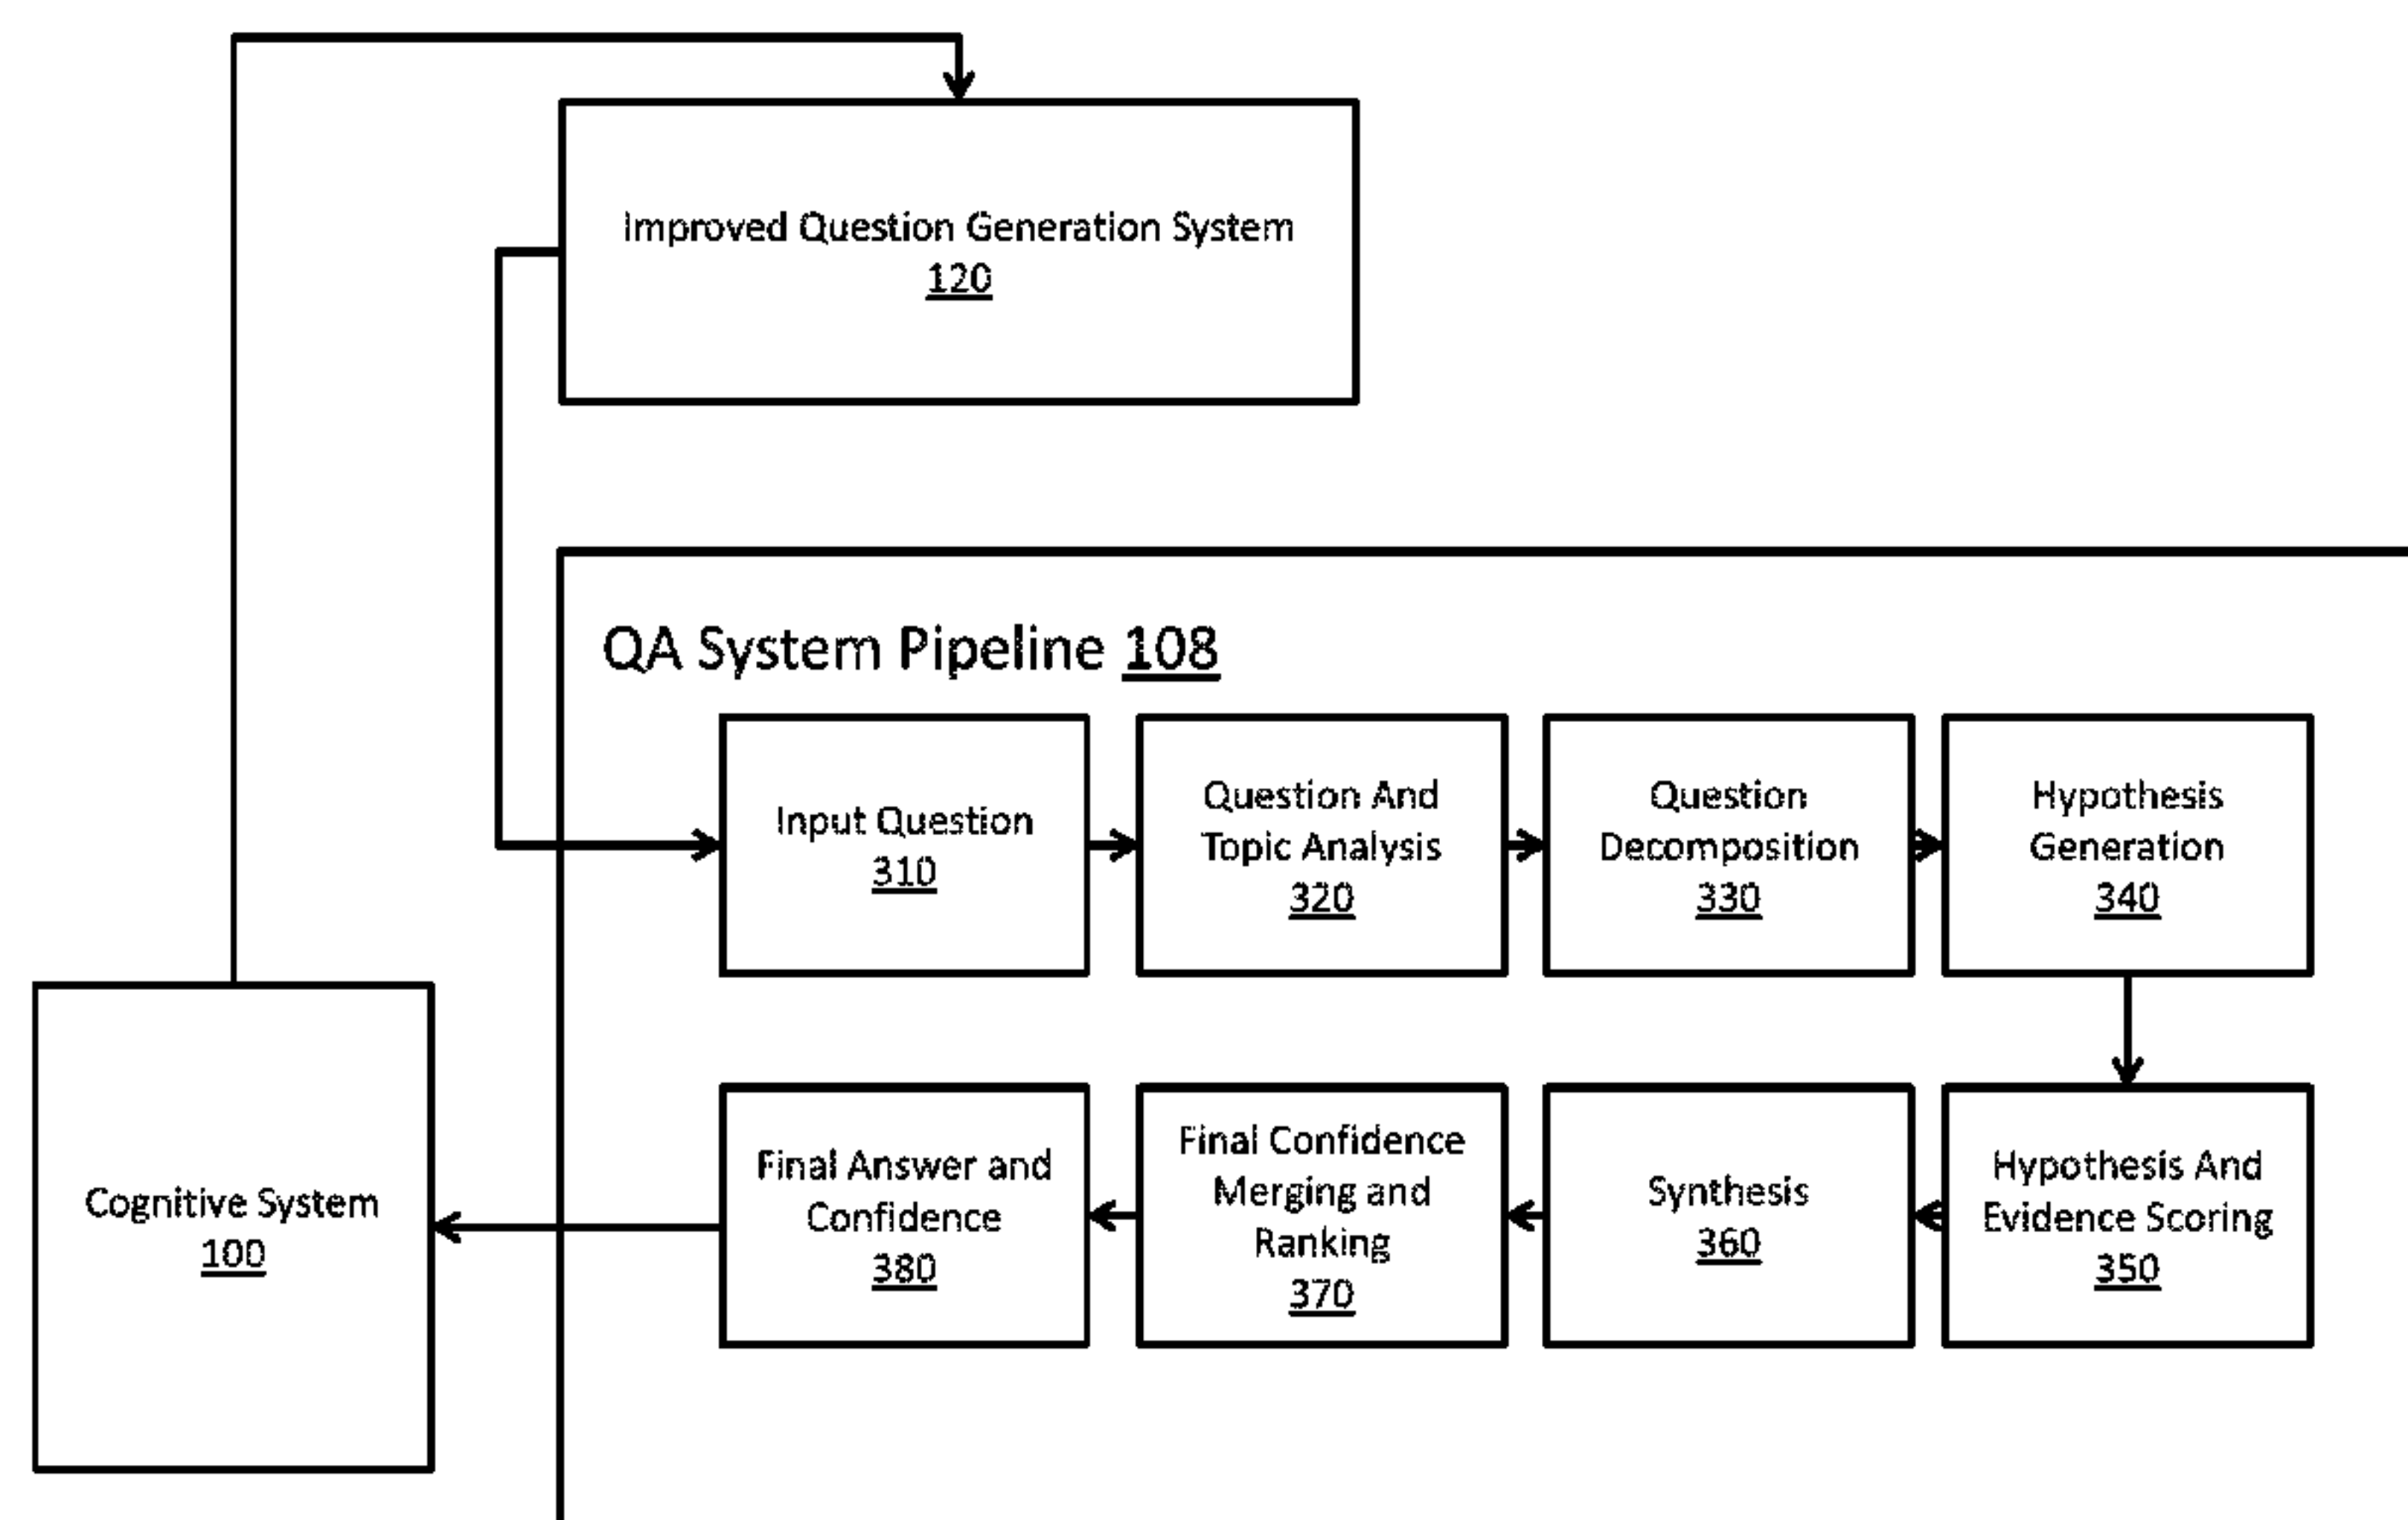 Improved Question Generation System
120
QA System Pipeline 108
Input Question
310
Question And
Topic Analysis
320
Question
Decomposition
330
Hypothesis
Generation
340
Cognitive System
100
Final Answer and
Confidence
380
Final Confidence
Merging and
Ranking
370
Synthesis
360
Hypothesis And
Evidence Scoring
350